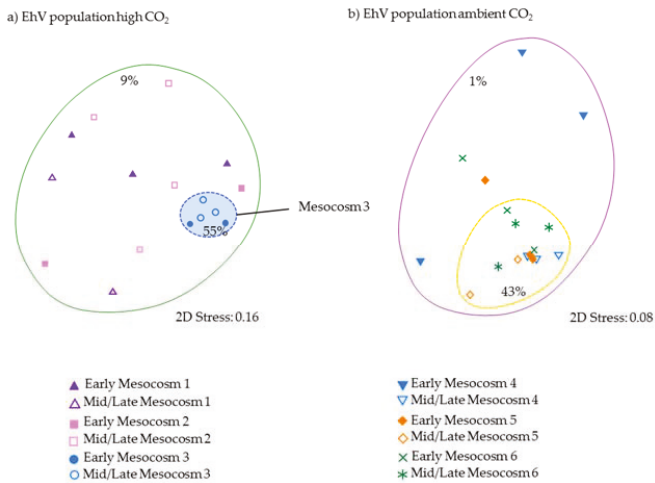 a) EhV population high CO2
b) EhV population ambient CO2
9%
1%
Mesocosm 3
55%
43%
2D Stress: 0.16
2D Stress: 0.08
Early Mesocosm 1
Mid/Late Mesocosm 1
Early Mesocosm 2
Mid/Late Mesocosm 2
Early Mesocosm 3
Mid/Late Mesocosm 3
Early Mesocosm 4
Mid/Late Mesocosm 4
Early Mesocosm 5
Mid/Late Mesocosm 5
Early Mesocosm 6
Mid/Late Mesocosm 6